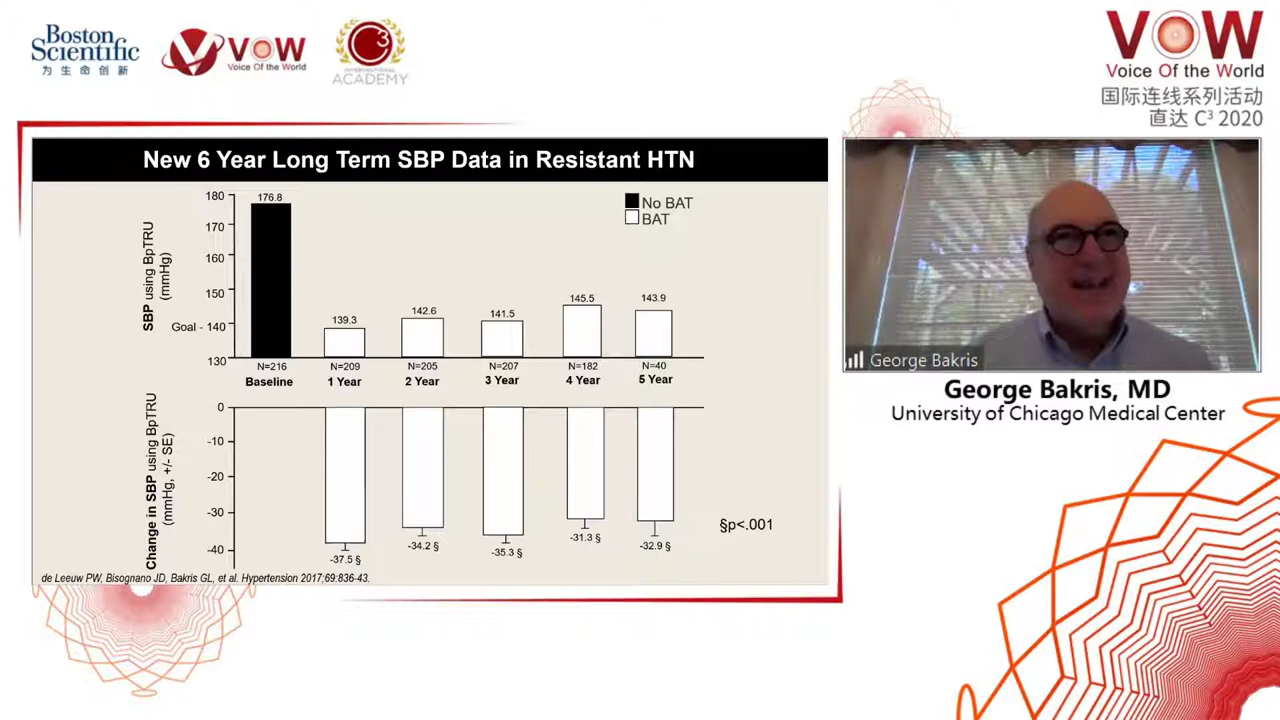 Boston
Scientific
为生命创新
VOW
Voice Of the World
C3
ACADEMY
VOW
Voice Of the World
国际连线系列活动
直达 C³ 2020
New 6 Year Long Term SBP Data in Resistant HTN
SBP using BpTRU
(mmHg)
180
170
160
150
Goal - 140
130
176.8
139.3
142.6
141.5
145.5
143.9
No BAT
BAT
N=216
N=209
N=205
N=207
N=182
N=40
Baseline
1 Year
2 Year
3 Year
4 Year
5 Year
Change in SBP using BpTRU
(mmHg, +/- SE)
0
-10
-20
-30
-40
-37.5 §
-34.2 §
-35.3 §
-31.3 §
-32.9 §
§p<.001
de Leeuw PW, Bisognano JD, Bakris GL, et al. Hypertension 2017;69:836-43.
George Bakris
George Bakris, MD
University of Chicago Medical Center